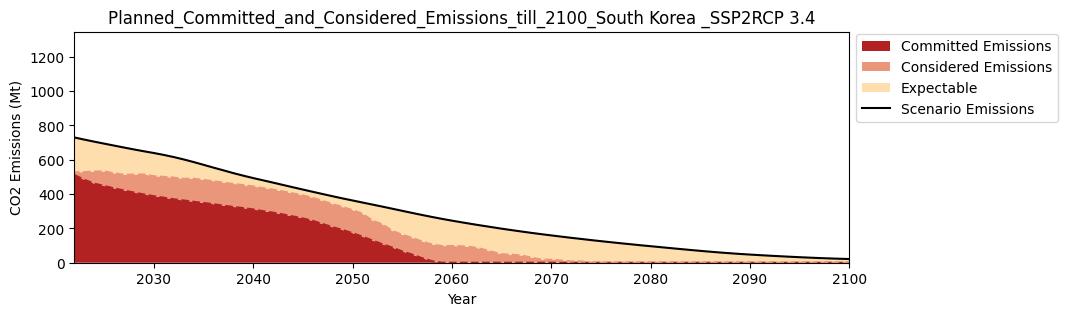 Planned_Committed_and_Considered_Emissions_till_2100_South Korea _SSP2RCP 3.4
CO2 Emissions (Mt)
1200
1000
800
600
400
200
0
2030 2040 2050 2060 2070 2080 2090 2100
Year
Committed Emissions
Considered Emissions
Expectable
Scenario Emissions